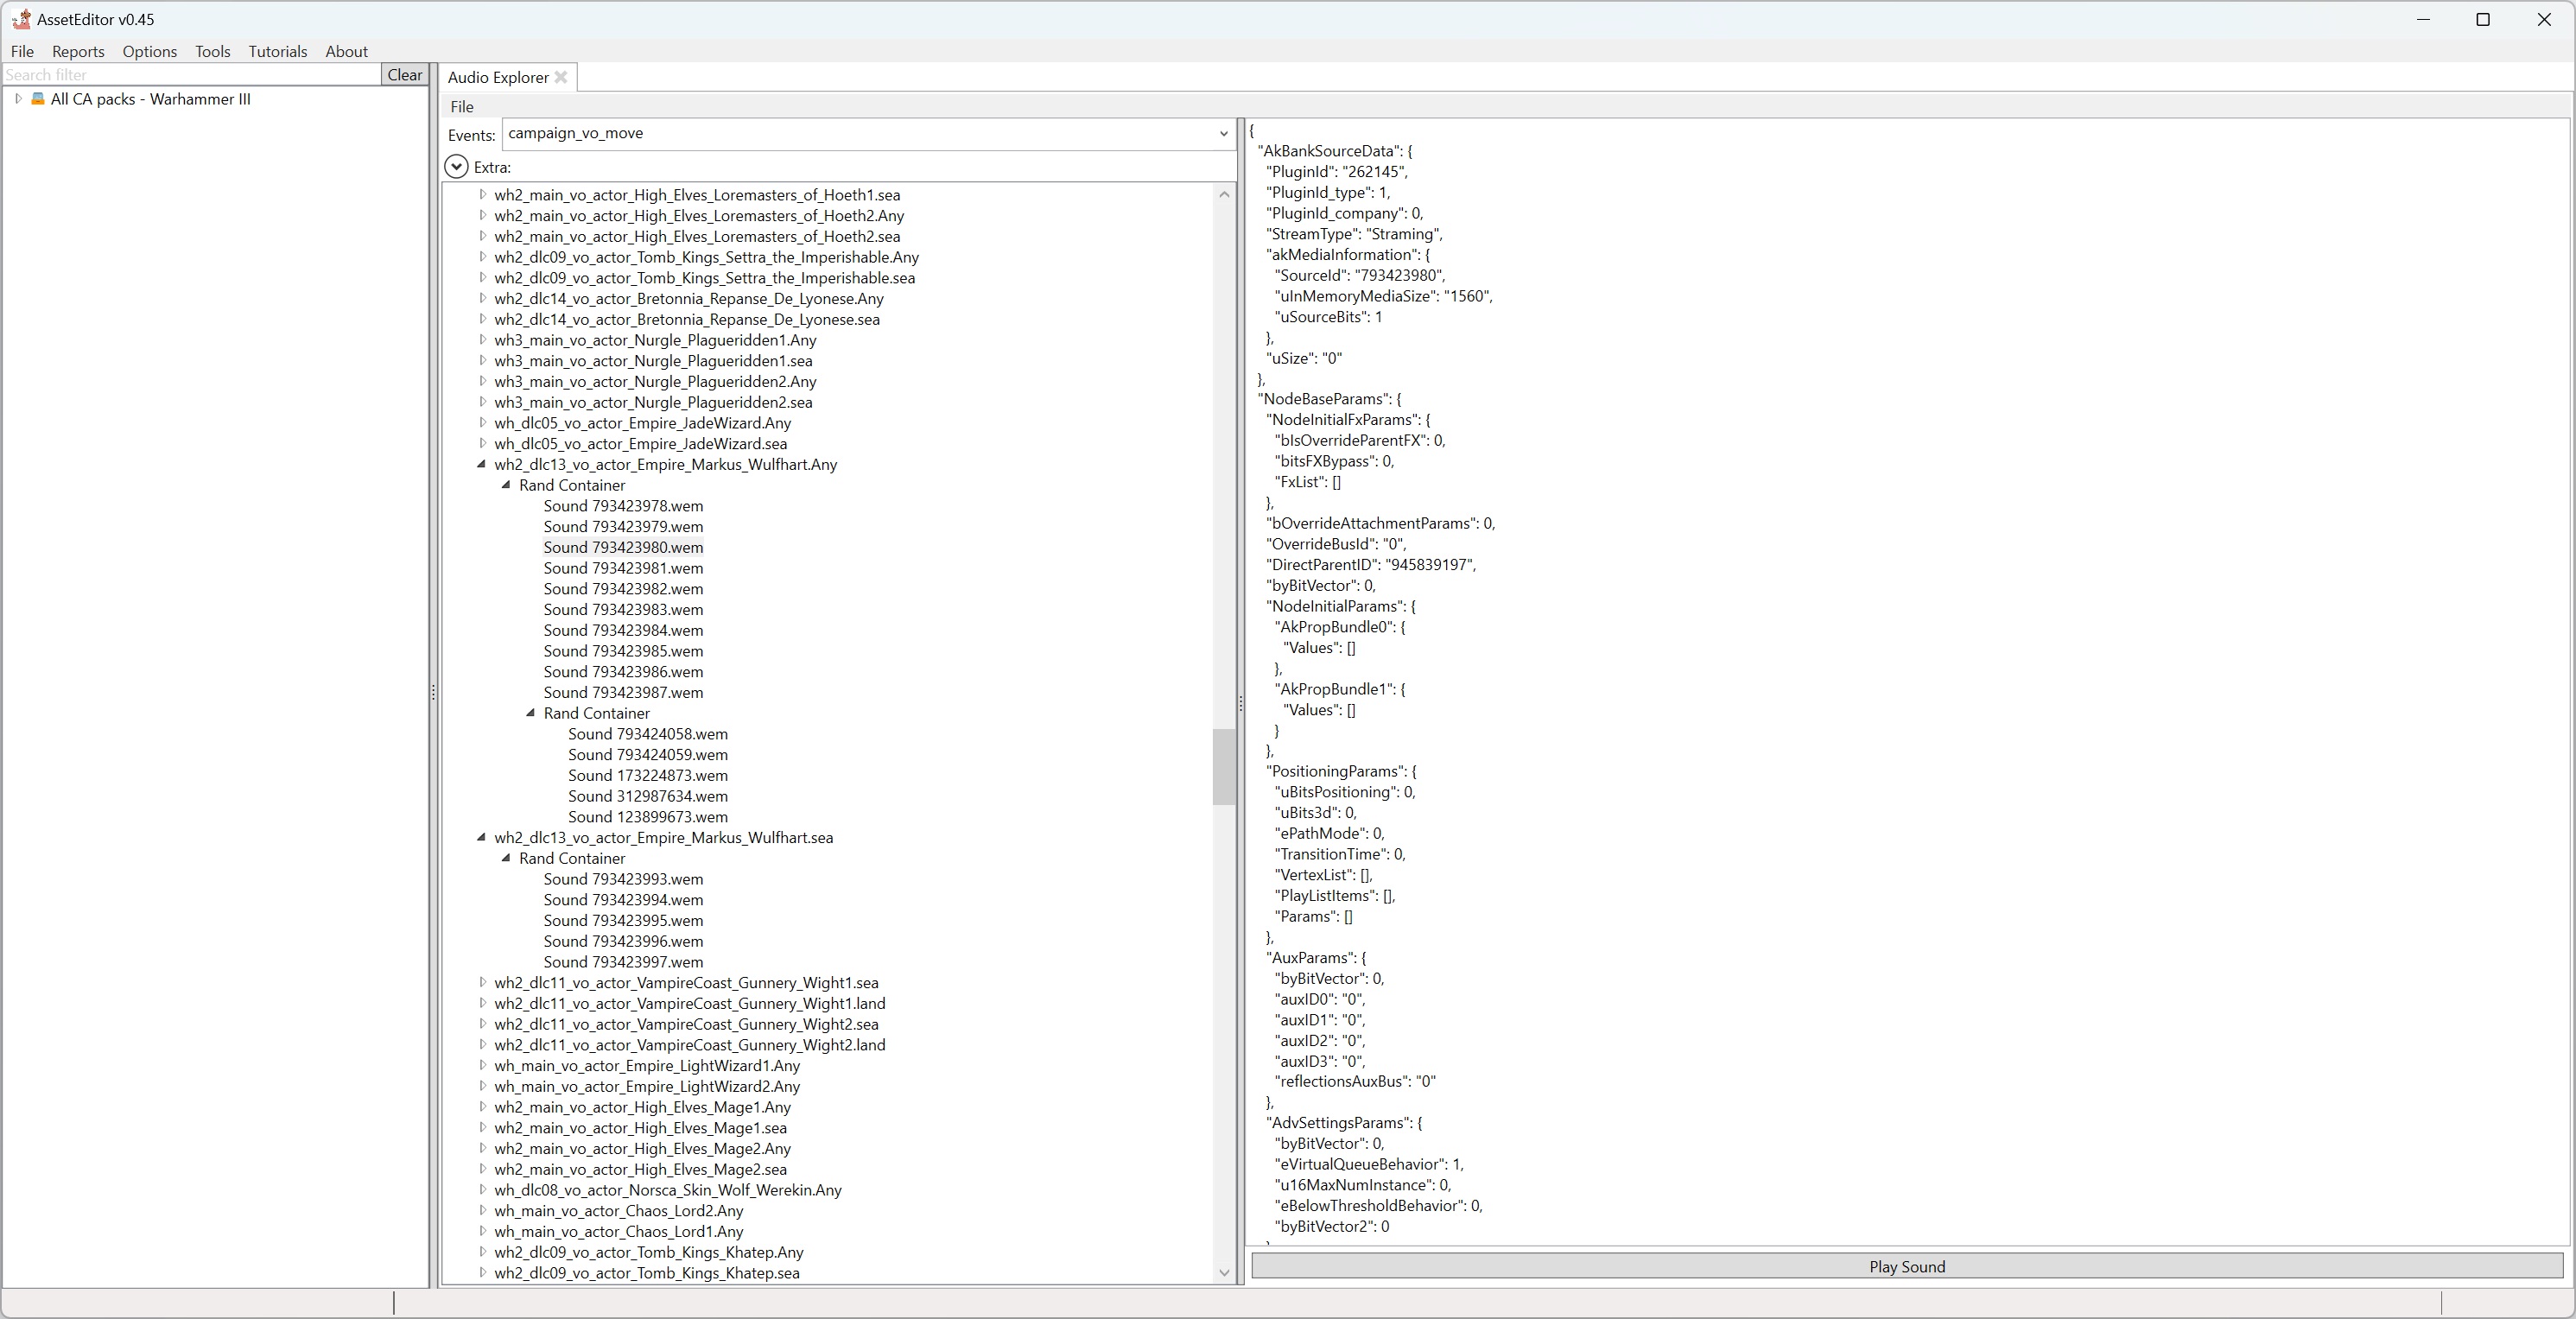 AssetEditor v0.45
File Reports Options Tools Tutorials About
Search filter Clear
All CA packs - Warhammer III
Audio Explorer
File
Events: campaign_vo_move
Extra:
wh2_main_vo_actor_High_Elves_Loremasters_of_Hoeth1.sea
wh2_main_vo_actor_High_Elves_Loremasters_of_Hoeth2.Any
wh2_main_vo_actor_High_Elves_Loremasters_of_Hoeth2.sea
wh2_dlc09_vo_actor_Tomb_Kings_Settra_the_Imperishable.Any
wh2_dlc09_vo_actor_Tomb_Kings_Settra_the_Imperishable.sea
wh2_dlc14_vo_actor_Bretonnia_Repanse_De_Lyonese.Any
wh2_dlc14_vo_actor_Bretonnia_Repanse_De_Lyonese.sea
wh3_main_vo_actor_Nurgle_Plagueridden1.Any
wh3_main_vo_actor_Nurgle_Plagueridden1.sea
wh3_main_vo_actor_Nurgle_Plagueridden2.Any
wh3_main_vo_actor_Nurgle_Plagueridden2.sea
wh_dlc05_vo_actor_Empire_JadeWizard.Any
wh_dlc05_vo_actor_Empire_JadeWizard.sea
wh2_dlc13_vo_actor_Empire_Markus_Wulfhart.Any
Rand Container
Sound 793423978.wem
Sound 793423979.wem
Sound 793423980.wem
Sound 793423981.wem
Sound 793423982.wem
Sound 793423983.wem
Sound 793423984.wem
Sound 793423985.wem
Sound 793423986.wem
Sound 793423987.wem
Rand Container
Sound 793424058.wem
Sound 793424059.wem
Sound 173224873.wem
Sound 312987634.wem
Sound 123899673.wem
wh2_dlc13_vo_actor_Empire_Markus_Wulfhart.sea
Rand Container
Sound 793423993.wem
Sound 793423994.wem
Sound 793423995.wem
Sound 793423996.wem
Sound 793423997.wem
wh2_dlc11_vo_actor_VampireCoast_Gunnery_Wight1.sea
wh2_dlc11_vo_actor_VampireCoast_Gunnery_Wight1.land
wh2_dlc11_vo_actor_VampireCoast_Gunnery_Wight2.sea
wh2_dlc11_vo_actor_VampireCoast_Gunnery_Wight2.land
wh_main_vo_actor_Empire_LightWizard1.Any
wh_main_vo_actor_Empire_LightWizard2.Any
wh2_main_vo_actor_High_Elves_Mage1.Any
wh2_main_vo_actor_High_Elves_Mage1.sea
wh2_main_vo_actor_High_Elves_Mage2.Any
wh2_main_vo_actor_High_Elves_Mage2.sea
wh_dlc08_vo_actor_Norsca_Skin_Wolf_Werekin.Any
wh_main_vo_actor_Chaos_Lord2.Any
wh_main_vo_actor_Chaos_Lord1.Any
wh2_dlc09_vo_actor_Tomb_Kings_Khatep.Any
wh2_dlc09_vo_actor_Tomb_Kings_Khatep.sea
{
"AkBankSourceData": {
"PluginId": "262145",
"PluginId_type": 1,
"PluginId_company": 0,
"StreamType": "Straming",
"akMediaInformation": {
"SourceId": "793423980",
"uInMemoryMediaSize": "1560",
"uSourceBits": 1
},
"uSize": "0"
},
"NodeBaseParams": {
"NodeInitialFxParams": {
"bIsOverrideParentFX": 0,
"bitsFXBypass": 0,
"FxList": []
},
"bOverrideAttachmentParams": 0,
"OverrideBusId": "0",
"DirectParentID": "945839197",
"byBitVector": 0,
"NodeInitialParams": {
"AkPropBundle0": {
"Values": []
},
"AkPropBundle1": {
"Values": []
}
},
"PositioningParams": {
"uBitsPositioning": 0,
"uBits3d": 0,
"ePathMode": 0,
"TransitionTime": 0,
"VertexList": [],
"PlayListItems": [],
"Params": []
},
"AuxParams": {
"byBitVector": 0,
"auxID0": "0",
"auxID1": "0",
"auxID2": "0",
"auxID3": "0",
"reflectionsAuxBus": "0"
},
"AdvSettingsParams": {
"byBitVector": 0,
"eVirtualQueueBehavior": 1,
"u16MaxNumInstance": 0,
"eBelowThresholdBehavior": 0,
"byBitVector2": 0
Play Sound